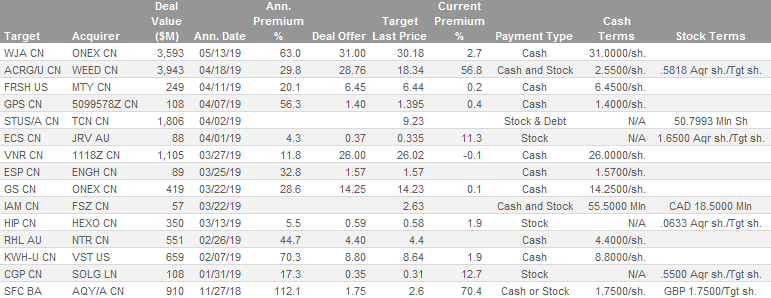 Deal Ann. Target Current
Value Premium Last Price Premium Cash
Target Acquirer ($M) Ann. Date % Deal Offer % Payment Type Terms Stock Terms
WJA CN ONEX CN 3,593 05/13/19 63.0 31.00 30.18 2.7 Cash 31.0000/sh.
ACRG/U CN WEED CN 3,943 04/18/19 29.8 28.76 18.34 56.8 Cash and Stock 2.5500/sh. .5818 Aqr sh./Tgt sh.
FRSH US MTY CN 249 04/11/19 20.1 6.45 6.44 0.2 Cash 6.4500/sh.
GPS CN 5099578Z CN 108 04/07/19 56.3 1.40 1.395 0.4 Cash 1.4000/sh.
STUS/A CN TCN CN 1,806 04/02/19 9.23 Stock & Debt N/A 50.7993 Mln Sh
ECS CN JRV AU 88 04/01/19 4.3 0.37 0.335 11.3 Stock N/A 1.6500 Aqr sh./Tgt sh.
VNR CN 1118Z CN 1,105 03/27/19 11.8 26.00 26.02 -0.1 Cash 26.0000/sh.
ESP CN ENGH CN 89 03/25/19 32.8 1.57 1.57 Cash 1.5700/sh.
GS CN ONEX CN 419 03/22/19 28.6 14.25 14.23 0.1 Cash 14.2500/sh.
IAM CN FSZ CN 57 03/22/19 2.63 Cash and Stock 55.5000 Mln CAD 18.5000 Mln
HIP CN HEXO CN 350 03/13/19 5.5 0.59 0.58 1.9 Stock N/A .0633 Aqr sh./Tgt sh.
RHL AU NTR CN 551 02/26/19 44.7 4.40 4.4 Cash 4.4000/sh.
KWH-U CN VST US 659 02/07/19 70.3 8.80 8.64 1.9 Cash 8.8000/sh.
CGP CN SOLG LN 108 01/31/19 17.3 0.35 0.31 12.7 Stock N/A .5500 Aqr sh./Tgt sh.
SFC BA AQY/A CN 910 11/27/18 112.1 1.75 2.6 70.4 Cash or Stock 1.7500/sh. GBP 1.7500/Tgt sh.